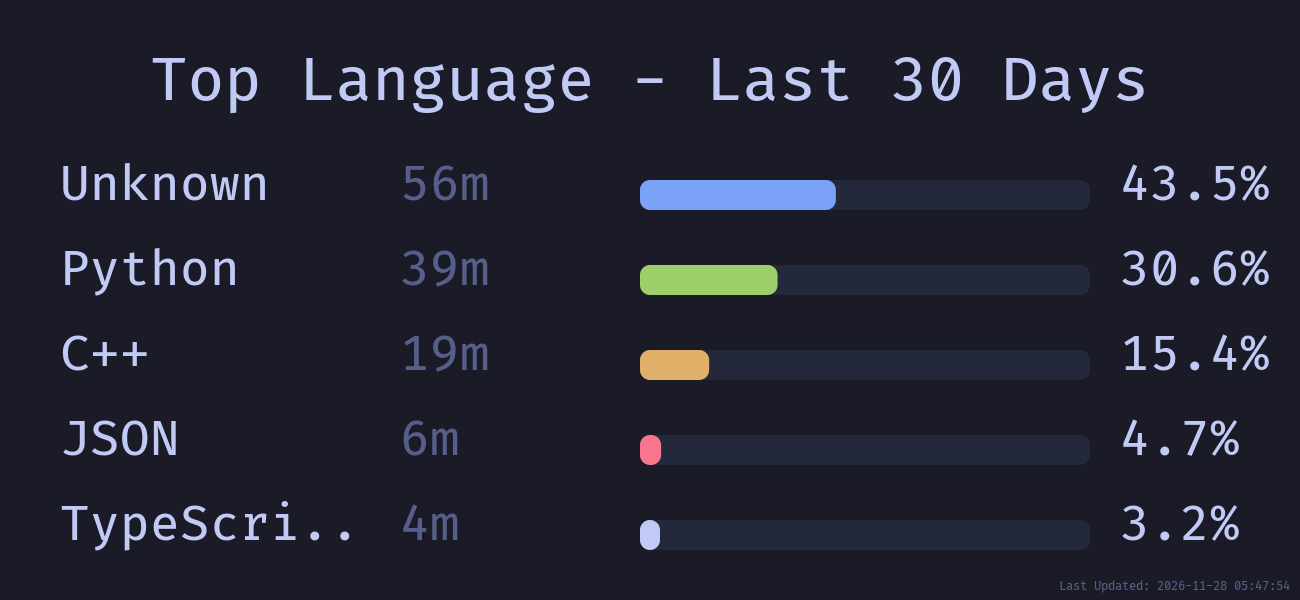 Top Language - Last 30 Days
Unknown 56m 43.5%
Python 39m 30.6%
C++ 19m 15.4%
JSON 6m 4.7%
TypeScri.. 4m 3.2%
Last Updated: 2026-11-28 05:47:54